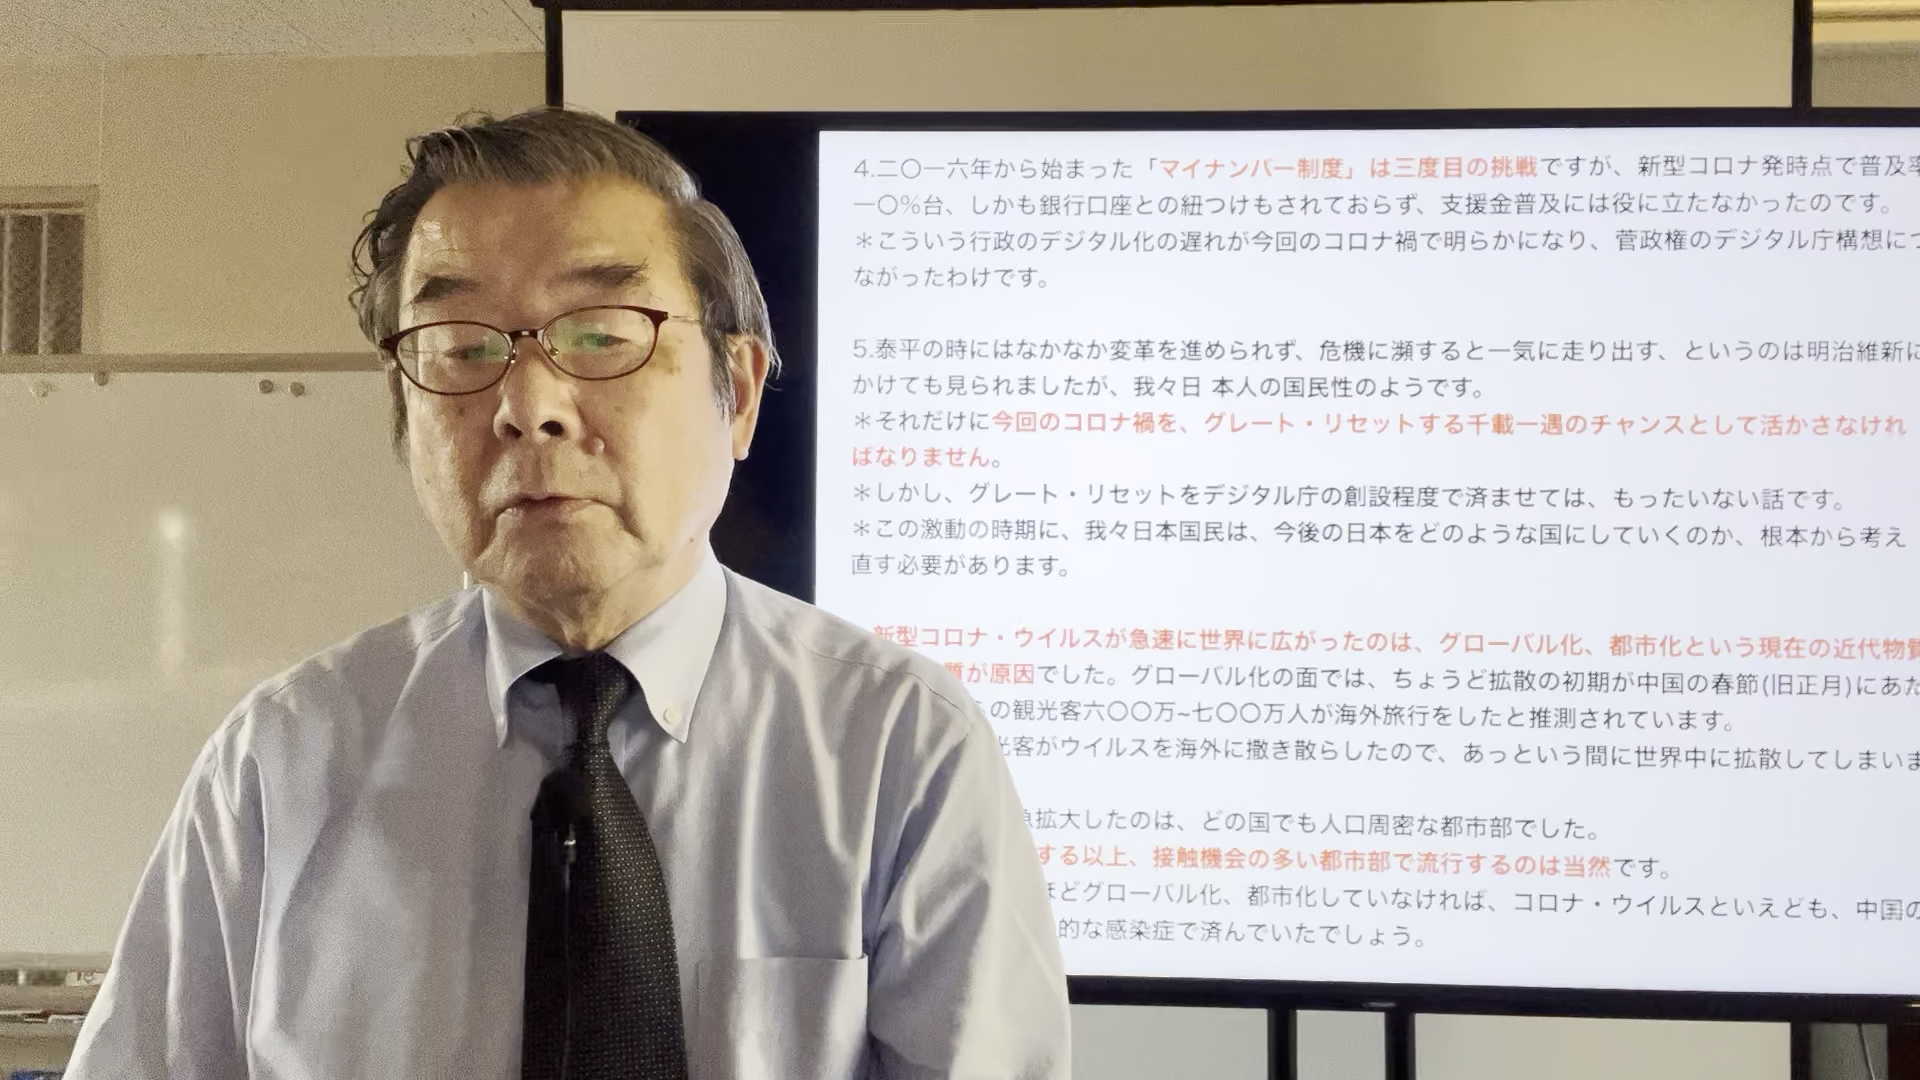 4.二〇一六年から始まった「マイナンバー制度」は三度目の挑戦ですが、新型コロナ発時点で普及率
一〇%台、しかも銀行口座との紐つけもされておらず、支援金普及には役に立たなかったのです。
＊こういう行政のデジタル化の遅れが今回のコロナ禍で明らかになり、菅政権のデジタル庁構想につ
ながったわけです。
5.泰平の時にはなかなか変革を進められず、危機に瀕すると一気に走り出す、というのは明治維新に
かけても見られましたが、我々日 本人の国民性のようです。
＊それだけに今回のコロナ禍を、グレート・リセットする千載一遇のチャンスとして活かさなけれ
ばなりません。
＊しかし、グレート・リセットをデジタル庁の創設程度で済ませては、もったいない話です。
＊この激動の時期に、我々日本国民は、今後の日本をどのような国にしていくのか、根本から考え
直す必要があります。
新型コロナ・ウイルスが急速に世界に広がったのは、グローバル化、都市化という現在の近代物質
質が原因でした。グローバル化の面では、ちょうど拡散の初期が中国の春節(旧正月)にあた
の観光客六〇〇万~七〇〇万人が海外旅行をしたと推測されています。
客がウイルスを海外に撒き散らしたので、あっという間に世界中に拡散してしまいま
拡大したのは、どの国でも人口周密な都市部でした。
する以上、接触機会の多い都市部で流行するのは当然です。
ほどグローバル化、都市化していなければ、コロナ・ウイルスといえども、中国の
的な感染症で済んでいたでしょう。